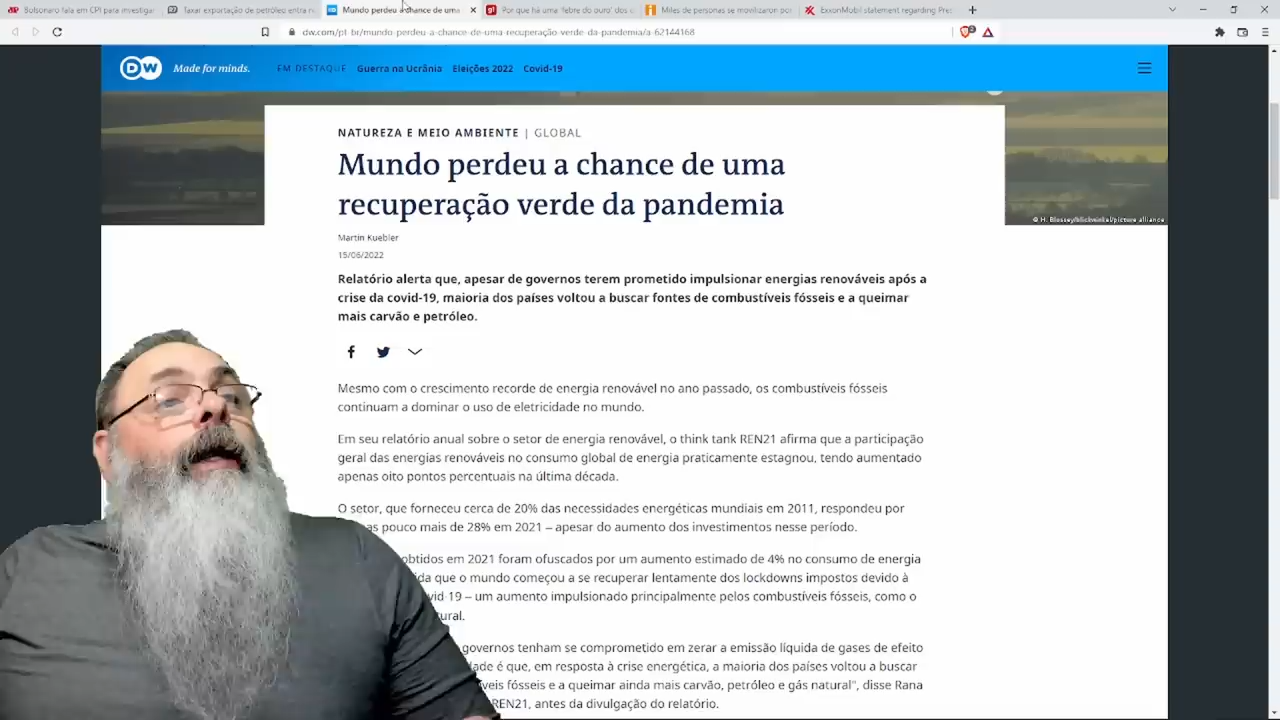 Bolsonaro fala em CPI para investigar
Taxar exportação de petróleo entra n
Mundo perdeu a chance de uma
Por que há uma 'febre do ouro' dos
Miles de personas se movilizaron por
ExxonMobil statement regarding Pres
dw.com/pt-br/mundo-perdeu-a-chance-de-uma-recuperação-verde-da-pandemia/a-62144168
DW Made for minds. EM DESTAQUE Guerra na Ucrânia Eleições 2022 Covid-19
NATUREZA E MEIO AMBIENTE | GLOBAL
Mundo perdeu a chance de uma
recuperação verde da pandemia
© H. Blossey/blickwinkel/picture alliance
Martin Kuebler
15/06/2022
Relatório alerta que, apesar de governos terem prometido impulsionar energias renováveis após a
crise da covid-19, maioria dos países voltou a buscar fontes de combustíveis fósseis e a queimar
mais carvão e petróleo.
Mesmo com o crescimento recorde de energia renovável no ano passado, os combustíveis fósseis
continuam a dominar o uso de eletricidade no mundo.
Em seu relatório anual sobre o setor de energia renovável, o think tank REN21 afirma que a participação
geral das energias renováveis no consumo global de energia praticamente estagnou, tendo aumentado
apenas oito pontos percentuais na última década.
O setor, que forneceu cerca de 20% das necessidades energéticas mundiais em 2011, respondeu por
as pouco mais de 28% em 2021 – apesar do aumento dos investimentos nesse período.
obtidos em 2021 foram ofuscados por um aumento estimado de 4% no consumo de energia
ida que o mundo começou a se recuperar lentamente dos lockdowns impostos devido à
vid-19 – um aumento impulsionado principalmente pelos combustíveis fósseis, como o
ural.
governos tenham se comprometido em zerar a emissão líquida de gases de efeito
ade é que, em resposta à crise energética, a maioria dos países voltou a buscar
veis fósseis e a queimar ainda mais carvão, petróleo e gás natural", disse Rana
REN21, antes da divulgação do relatório.